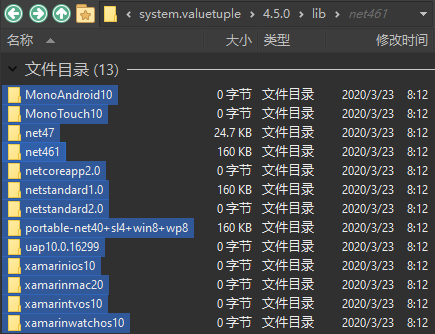 system.valuetuple › 4.5.0 › lib › net461
名称 大小 类型 修改时间
文件目录 (13)
MonoAndroid10 0 字节 文件目录 2020/3/23 8:12
MonoTouch10 0 字节 文件目录 2020/3/23 8:12
net47 24.7 KB 文件目录 2020/3/23 8:12
net461 160 KB 文件目录 2020/3/23 8:12
netcoreapp2.0 0 字节 文件目录 2020/3/23 8:12
netstandard1.0 160 KB 文件目录 2020/3/23 8:12
netstandard2.0 0 字节 文件目录 2020/3/23 8:12
portable-net40+sl4+win8+wp8 160 KB 文件目录 2020/3/23 8:12
uap10.0.16299 0 字节 文件目录 2020/3/23 8:12
xamarinios10 0 字节 文件目录 2020/3/23 8:12
xamarinmac20 0 字节 文件目录 2020/3/23 8:12
xamarintvos10 0 字节 文件目录 2020/3/23 8:12
xamarinwatchos10 0 字节 文件目录 2020/3/23 8:12